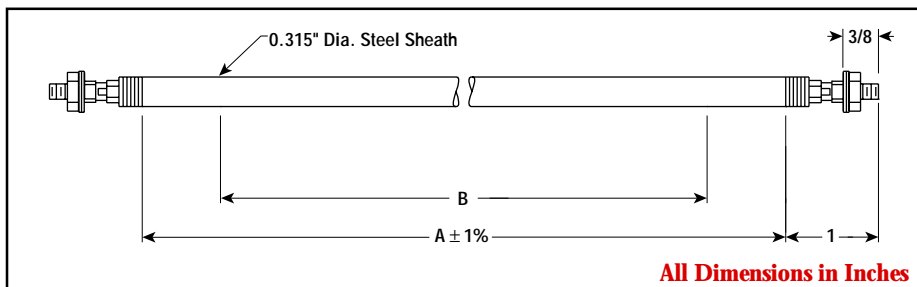 3/8
0.315" Dia. Steel Sheath
B
A ± 1%
1
All Dimensions in Inches